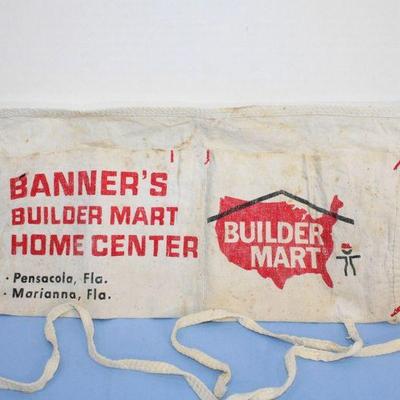 BANNER'S
BUILDER MART
HOME CENTER
· Pensacola, Fla.
· Marianna, Fla.
BUILDER
MART